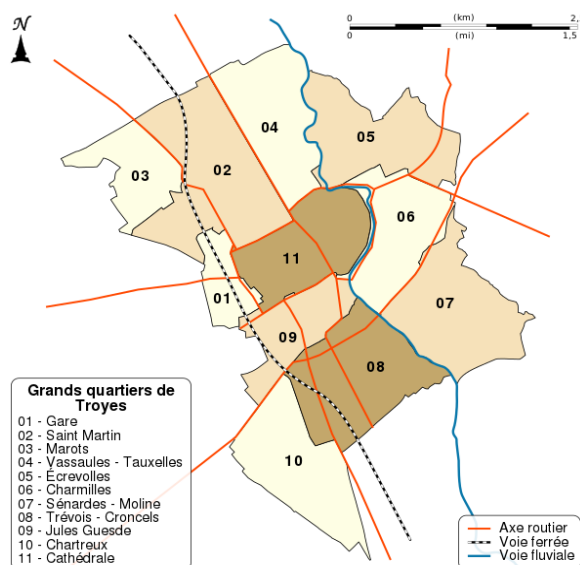 N
0 2,
(km)
(mi)
0 1,5
04
05
03
02
06
11
01
07
09
08
10
Grands quartiers de
Troyes
01 - Gare
02 - Saint Martin
03 - Marots
04 - Vassaules - Tauxelles
05 - Écrevolles
06 - Charmilles
07 - Sénardes - Moline
08 - Trévois - Croncels
09 - Jules Guesde
10 - Chartreux
11 - Cathédrale
Axe routier
Voie ferrée
Voie fluviale